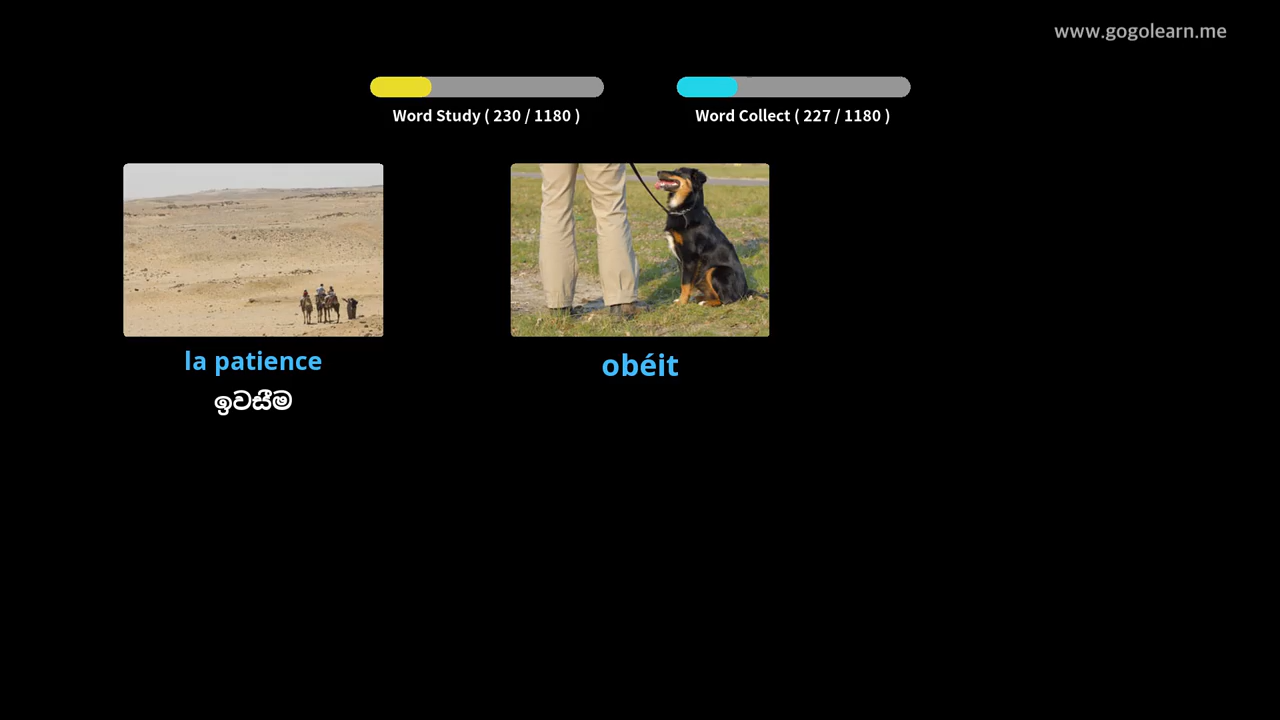 www.gogolearn.me
Word Study ( 230 / 1180 )
Word Collect ( 227 / 1180 )
la patience
ඉවසීම
obéit